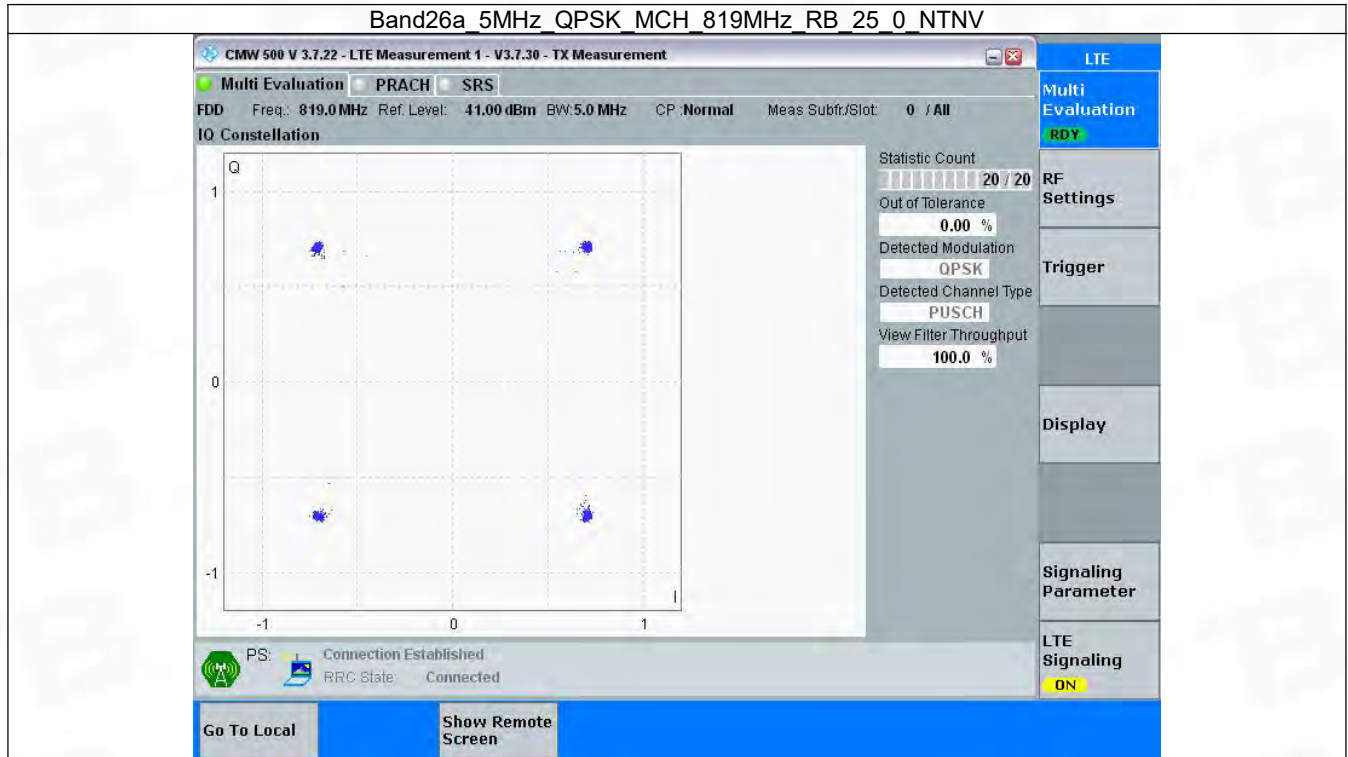 Band26a_5MHz_QPSK_MCH_819MHz_RB_25_0_NTNV
CMW 500 V 3.7.22 - LTE Measurement 1 - V3.7.30 - TX Measurement
LTE
Multi Evaluation PRACH SRS
Multi
Evaluation
RDY
FDD Freq.: 819.0 MHz Ref. Level: 41.00 dBm BW: 5.0 MHz CP :Normal Meas Subfr./Slot: 0 / All
IQ Constellation
Q
1
0
-1
I
-1 0 1
Statistic Count
20 / 20
Out of Tolerance
0.00 %
Detected Modulation
QPSK
Detected Channel Type
PUSCH
View Filter Throughput
100.0 %
RF
Settings
Trigger
Display
Signaling
Parameter
LTE
Signaling
ON
PS: Connection Established
RRC State: Connected
Go To Local
Show Remote
Screen